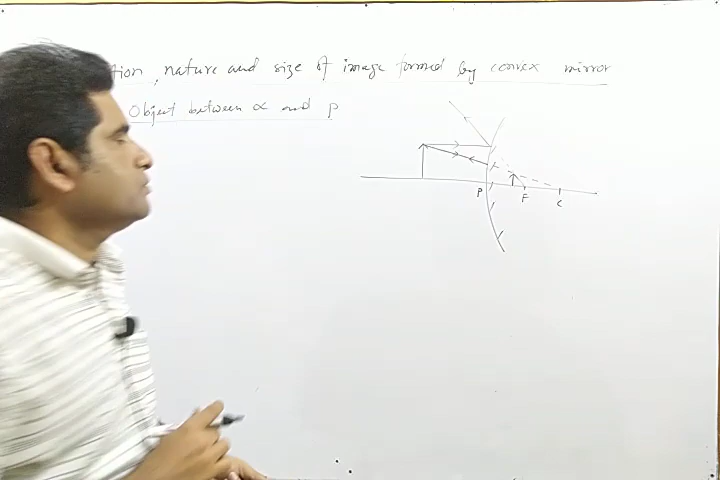 tion, nature and size of image formed by convex mirror
Object between ∝ and P
P F C